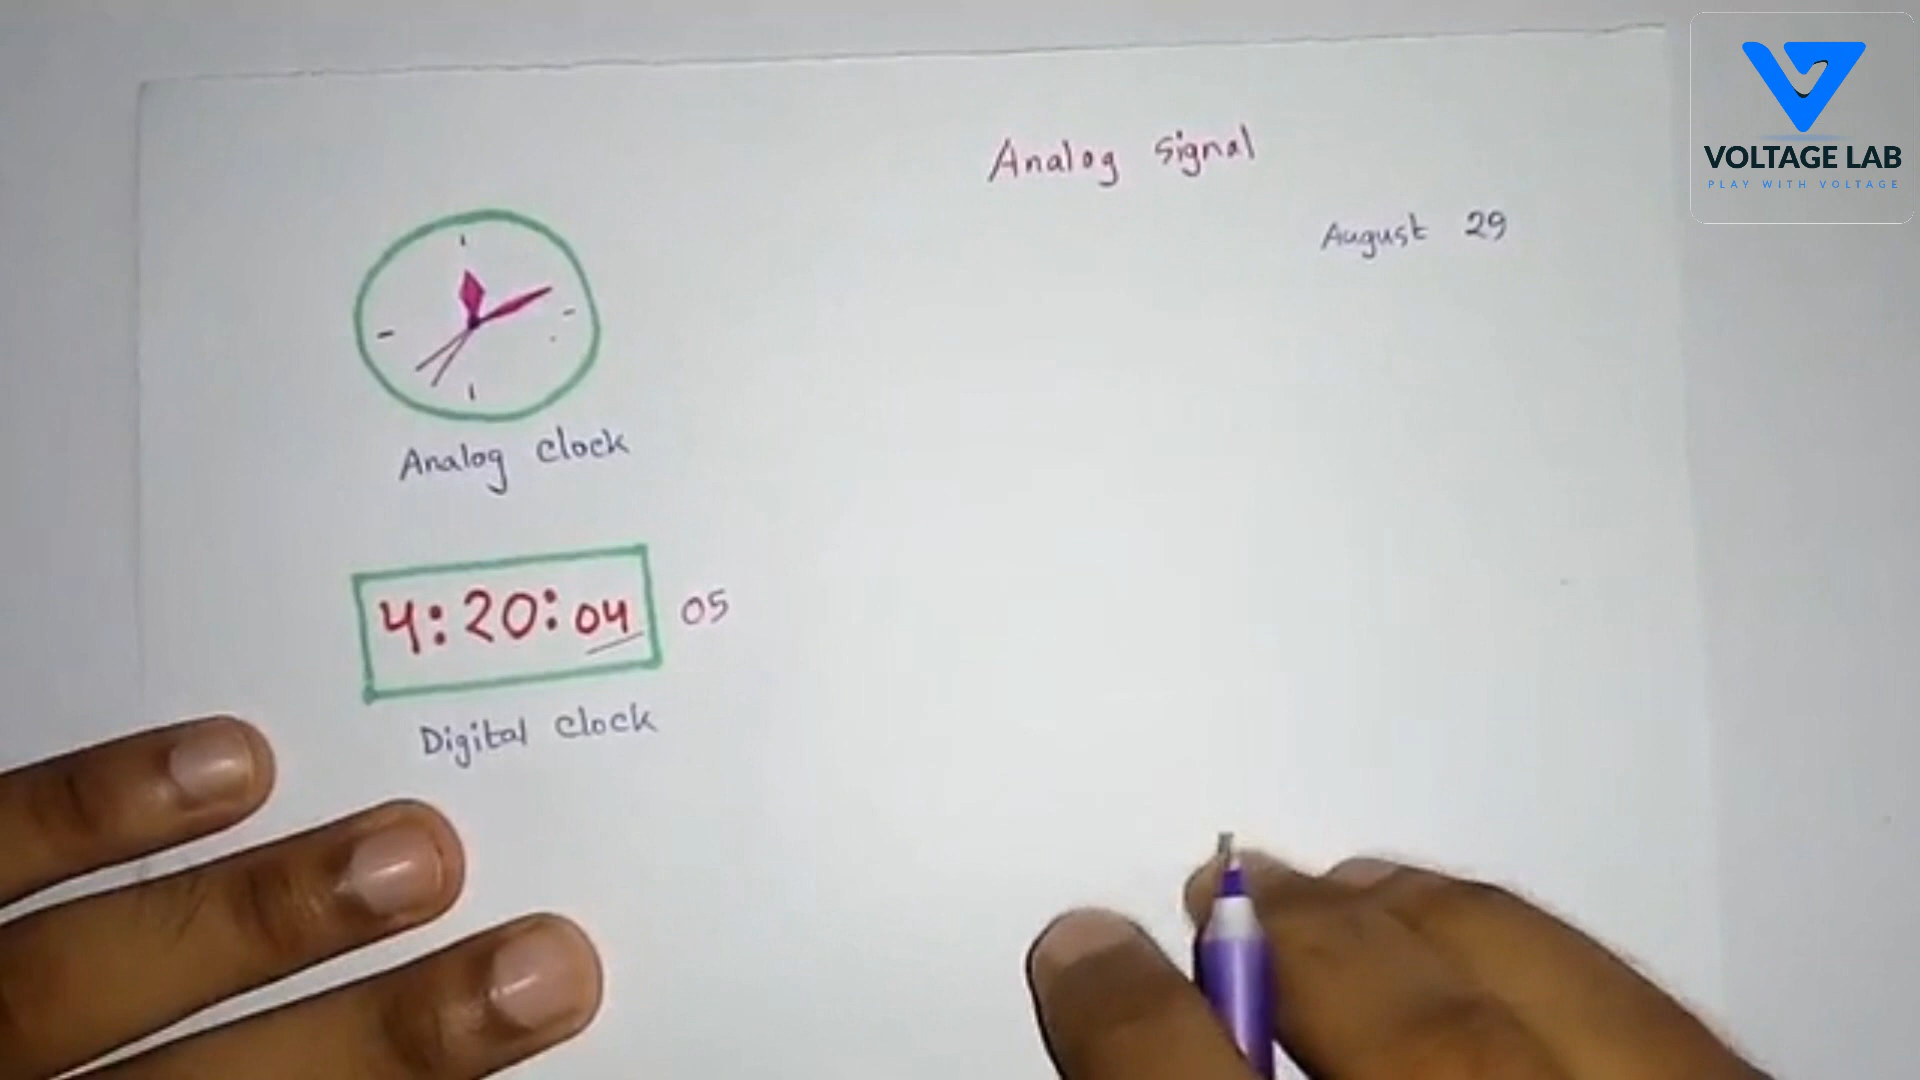 Analog Signal
VOLTAGE LAB
PLAY WITH VOLTAGE
August 29
Analog Clock
4:20:04 05
Digital Clock